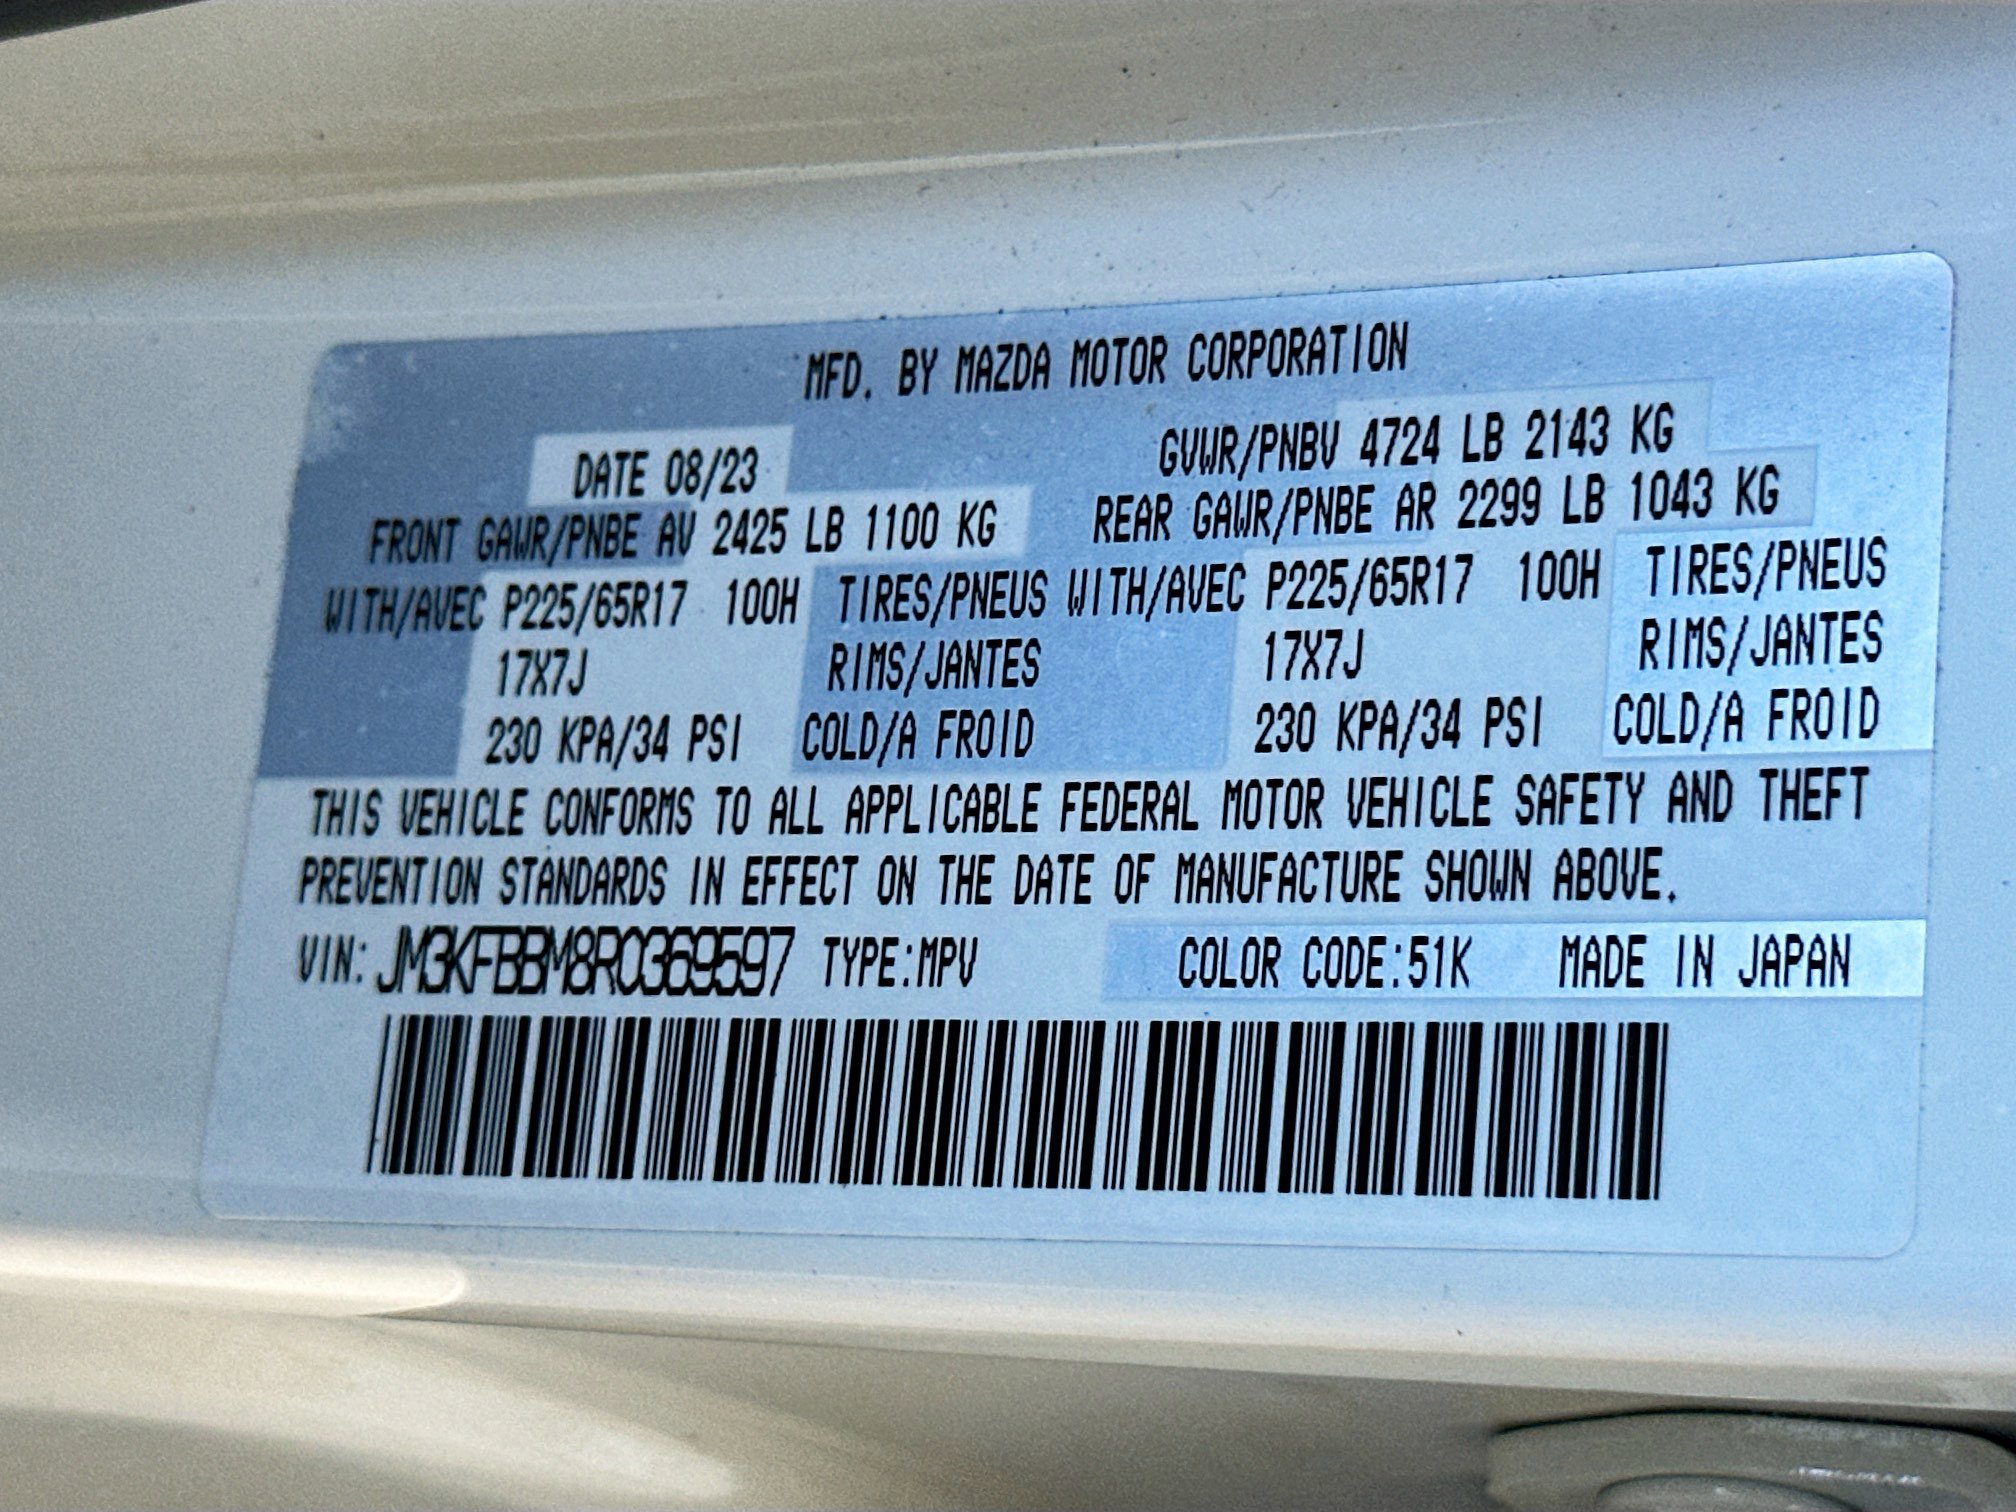 MFD. BY MAZDA MOTOR CORPORATION
DATE 08/23 GVWR/PNBV 4724 LB 2143 KG
FRONT GAWR/PNBE AV 2425 LB 1100 KG REAR GAWR/PNBE AR 2299 LB 1043 KG
WITH/AVEC P225/65R17 100H TIRES/PNEUS WITH/AVEC P225/65R17 100H TIRES/PNEUS
17X7J RIMS/JANTES 17X7J RIMS/JANTES
230 KPA/34 PSI COLD/A FROID 230 KPA/34 PSI COLD/A FROID
THIS VEHICLE CONFORMS TO ALL APPLICABLE FEDERAL MOTOR VEHICLE SAFETY AND THEFT
PREVENTION STANDARDS IN EFFECT ON THE DATE OF MANUFACTURE SHOWN ABOVE.
VIN: JM3KFBBM8R0369597 TYPE:MPV COLOR CODE:51K MADE IN JAPAN